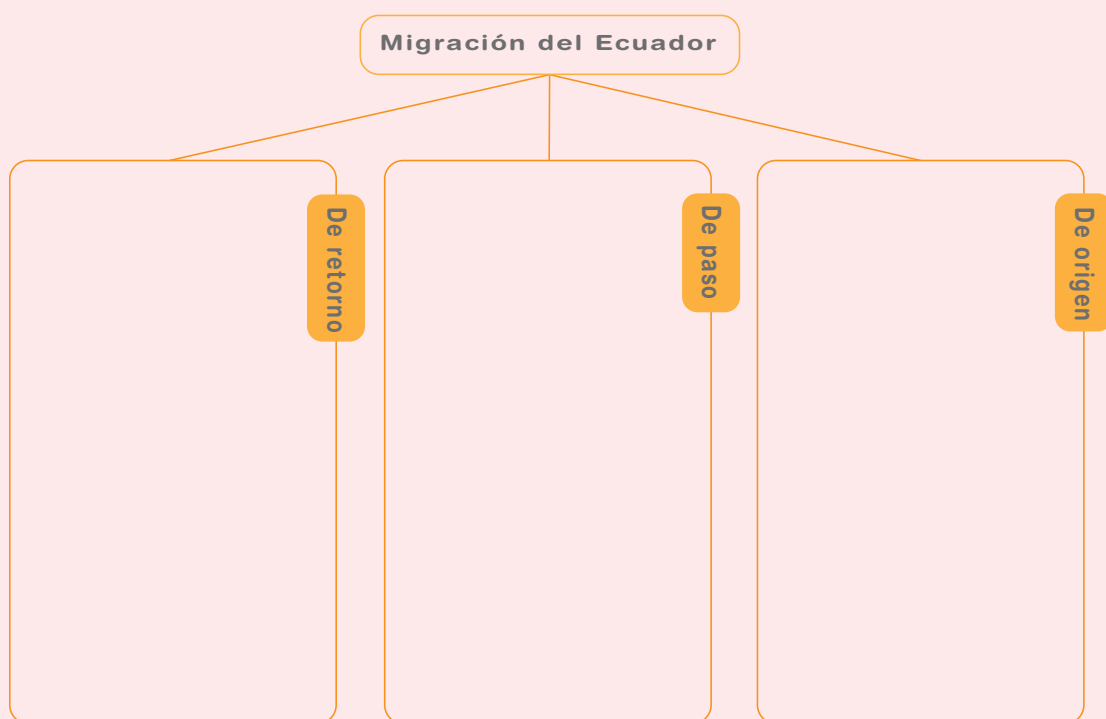 Migración del Ecuador
De retorno
De paso
De origen